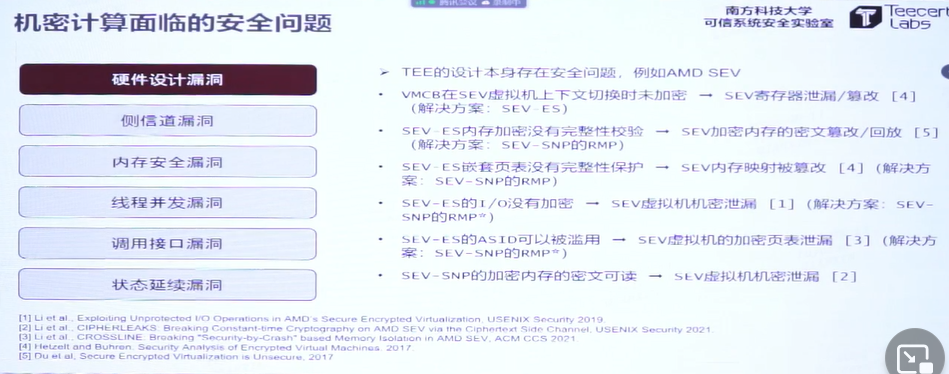 腾讯会议 录制中
机密计算面临的安全问题
南方科技大学
可信系统安全实验室
Teecert
Labs
硬件设计漏洞
侧信道漏洞
内存安全漏洞
线程并发漏洞
调用接口漏洞
状态延续漏洞
➢ TEE的设计本身存在安全问题，例如AMD SEV
• VMCB在SEV虚拟机上下文切换时未加密 → SEV寄存器泄漏/篡改 [4]
(解决方案: SEV-ES)
• SEV-ES内存加密没有完整性校验 → SEV加密内存的密文篡改/回放 [5]
(解决方案: SEV-SNP的RMP)
• SEV-ES嵌套页表没有完整性保护 → SEV内存映射被篡改 [4] (解决方
案: SEV-SNP的RMP)
• SEV-ES的I/O没有加密 → SEV虚拟机机密泄漏 [1] (解决方案: SEV-
SNP的RMP*)
• SEV-ES的ASID可以被滥用 → SEV虚拟机的加密页表泄漏 [3] (解决方
案: SEV-SNP的RMP*)
• SEV-SNP的加密内存的密文可读 → SEV虚拟机机密泄漏 [2]
[1] Li et al., Exploiting Unprotected I/O Operations in AMD's Secure Encrypted Virtualization, USENIX Security 2019.
[2] Li et al., CIPHERLEAKS: Breaking Constant-time Cryptography on AMD SEV via the Ciphertext Side Channel, USENIX Security 2021.
[3] Li et al., CROSSLINE: Breaking "Security-by-Crash" based Memory Isolation in AMD SEV, ACM CCS 2021.
[4] Hetzelt and Buhren. Security Analysis of Encrypted Virtual Machines. 2017.
[5] Du et al, Secure Encrypted Virtualization is Unsecure, 2017